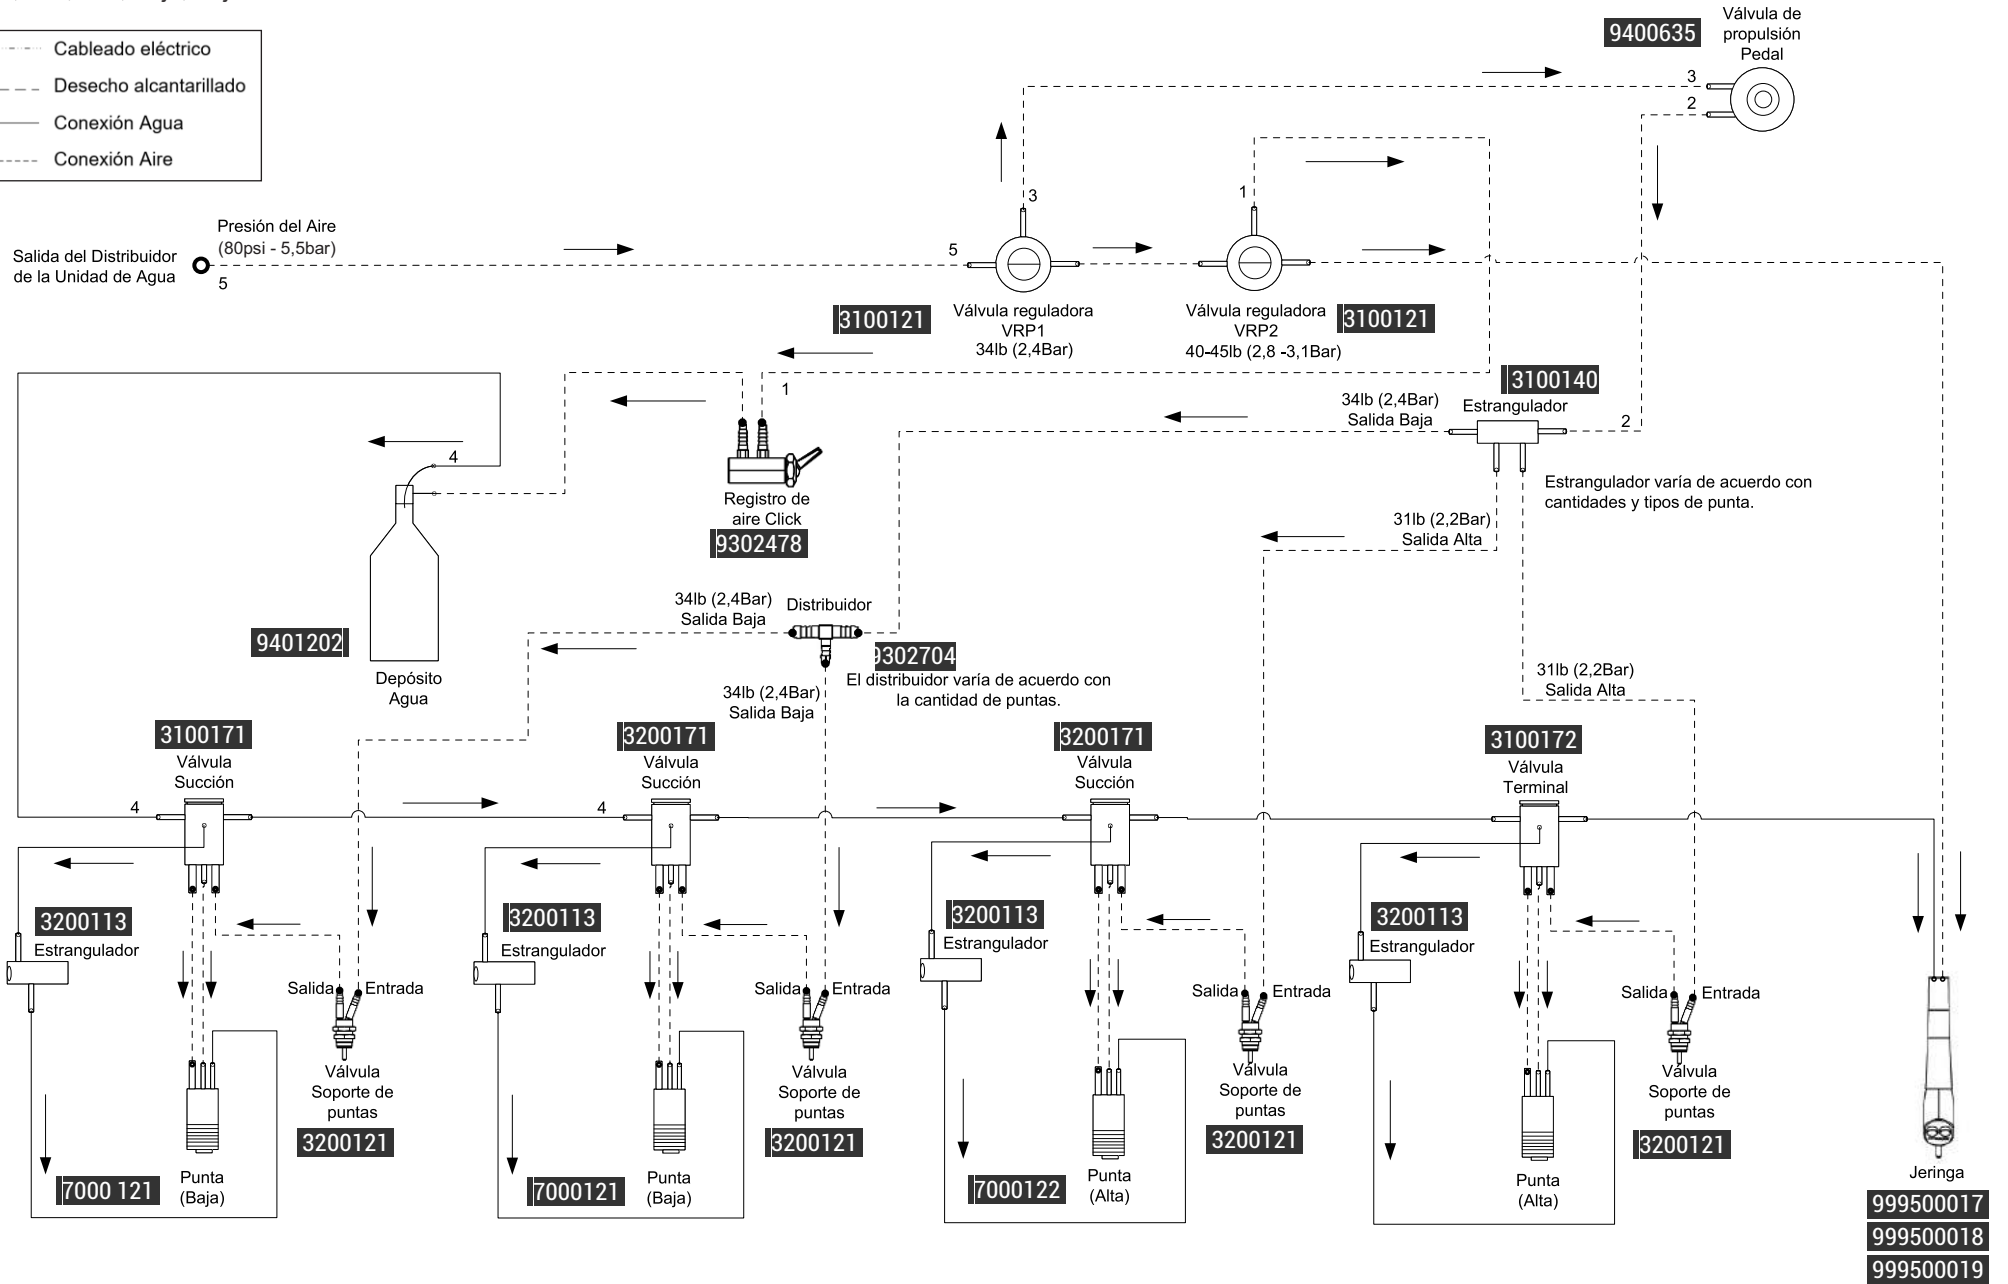 Cableado eléctrico
Desecho alcantarillado
Conexión Agua
Conexión Aire
9400635
Válvula de
propulsión
Pedal
3
2
Salida del Distribuidor
de la Unidad de Agua
Presión del Aire
(80psi - 5,5bar)
5
5
3
1
3100121
Válvula reguladora
VRP1
34lb (2,4Bar)
Válvula reguladora
VRP2
40-45lb (2,8 -3,1Bar)
3100121
1
4
Registro de
aire Click
9302478
3100140
34lb (2,4Bar)
Salida Baja
Estrangulador
2
Estrangulador varía de acuerdo con
cantidades y tipos de punta.
31lb (2,2Bar)
Salida Alta
9401202
Depósito
Agua
34lb (2,4Bar)
Salida Baja
Distribuidor
9302704
El distribuidor varía de acuerdo con
la cantidad de puntas.
34lb (2,4Bar)
Salida Baja
31lb (2,2Bar)
Salida Alta
3100171
Válvula
Succión
4
3200171
Válvula
Succión
4
3200171
Válvula
Succión
3100172
Válvula
Terminal
3200113
Estrangulador
Salida
Entrada
Válvula
Soporte de
puntas
3200121
7000 121
Punta
(Baja)
3200113
Estrangulador
Salida
Entrada
Válvula
Soporte de
puntas
3200121
7000121
Punta
(Baja)
3200113
Estrangulador
Salida
Entrada
Válvula
Soporte de
puntas
3200121
7000122
Punta
(Alta)
3200113
Estrangulador
Salida
Entrada
Válvula
Soporte de
puntas
3200121
Punta
(Alta)
Jeringa
999500017
999500018
999500019